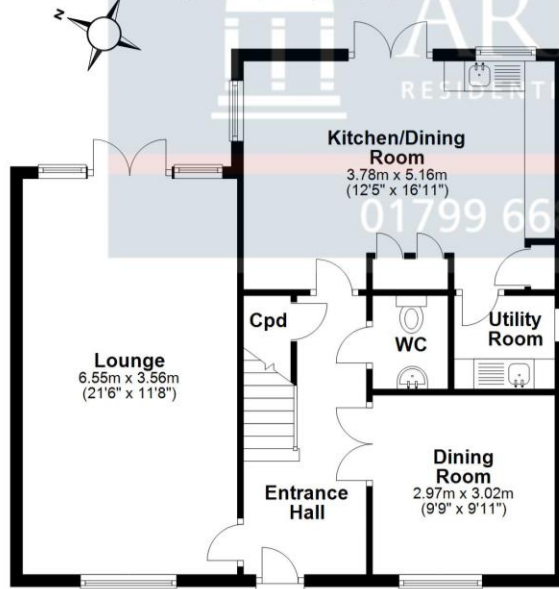 N
AR
RESIDENTI
Kitchen/Dining
Room
3.78m x 5.16m
(12'5" x 16'11")
01799 66
Cpd
WC
Utility
Room
Lounge
6.55m x 3.56m
(21'6" x 11'8")
Entrance
Hall
Dining
Room
2.97m x 3.02m
(9'9" x 9'11")